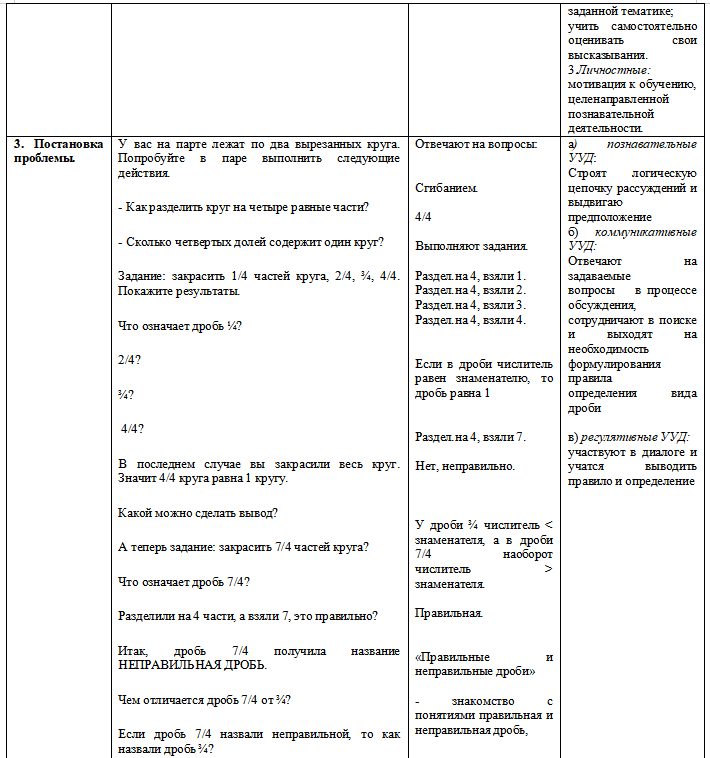 заданной тематике;
учить самостоятельно
оценивать свои
высказывания.
3 Личностные:
мотивация к обучению,
целенаправленной
познавательной
деятельности.
3. Постановка
проблемы.
У вас на парте лежат по два вырезанных круга.
Попробуйте в паре выполнить следующие
действия.
- Как разделить круг на четыре равные части?
- Сколько четвертых долей содержит один круг?
Задание: закрасить 1/4 частей круга, 2/4, ¾, 4/4.
Покажите результаты.
Что означает дробь ¼?
2/4?
¾?
4/4?
В последнем случае вы закрасили весь круг.
Значит 4/4 круга равна 1 кругу.
Какой можно сделать вывод?
А теперь задание: закрасить 7/4 частей круга?
Что означает дробь 7/4?
Разделили на 4 части, а взяли 7, это правильно?
Итак, дробь 7/4 получила название
НЕПРАВИЛЬНАЯ ДРОБЬ.
Чем отличается дробь 7/4 от ¾?
Если дробь 7/4 назвали неправильной, то как
назвали дробь ¾?
Отвечают на вопросы:
Сгибанием.
4/4
Выполняют задания.
Раздел.на 4, взяли 1.
Раздел.на 4, взяли 2.
Раздел.на 4, взяли 3.
Раздел.на 4, взяли 4.
Если в дроби числитель
равен знаменателю, то
дробь равна 1
Раздел.на 4, взяли 7.
Нет, неправильно.
У дроби ¾ числитель <
знаменателя, а в дроби
7/4 наоборот
числитель >
знаменателя.
Правильная.
«Правильные и
неправильные дроби»
- знакомство с
понятиями правильная и
неправильная дробь,
а) познавательные
УУД:
Строят логическую
цепочку рассуждений и
выдвигаю
предположение
б) коммуникативные
УУД:
Отвечают на
задаваемые
вопросы в процессе
обсуждения,
сотрудничают в поиске
и выходят на
необходимость
формулирования
правила
определения вида
дроби
в) регулятивные УУД:
участвуют в диалоге и
учатся выводить
правило и определение